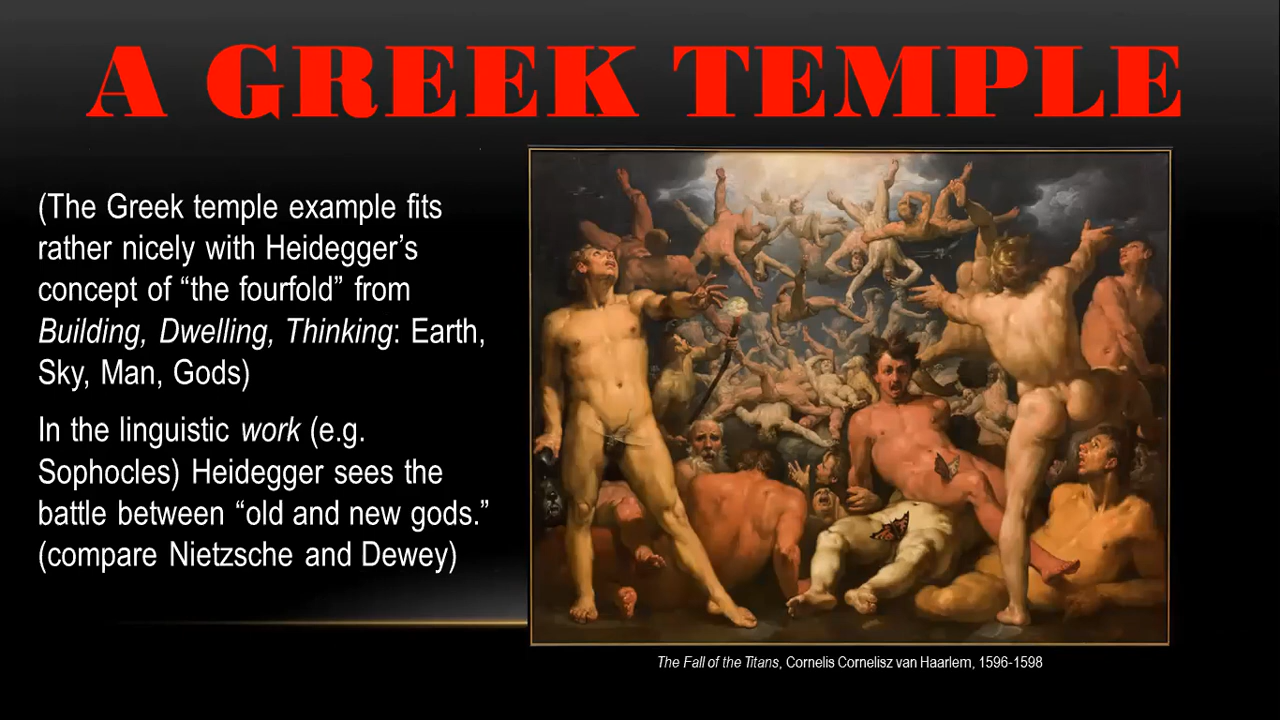 A GREEK TEMPLE
(The Greek temple example fits
rather nicely with Heidegger’s
concept of “the fourfold” from
Building, Dwelling, Thinking: Earth,
Sky, Man, Gods)
In the linguistic work (e.g.
Sophocles) Heidegger sees the
battle between “old and new gods.”
(compare Nietzsche and Dewey)
The Fall of the Titans, Cornelis Cornelisz van Haarlem, 1596-1598